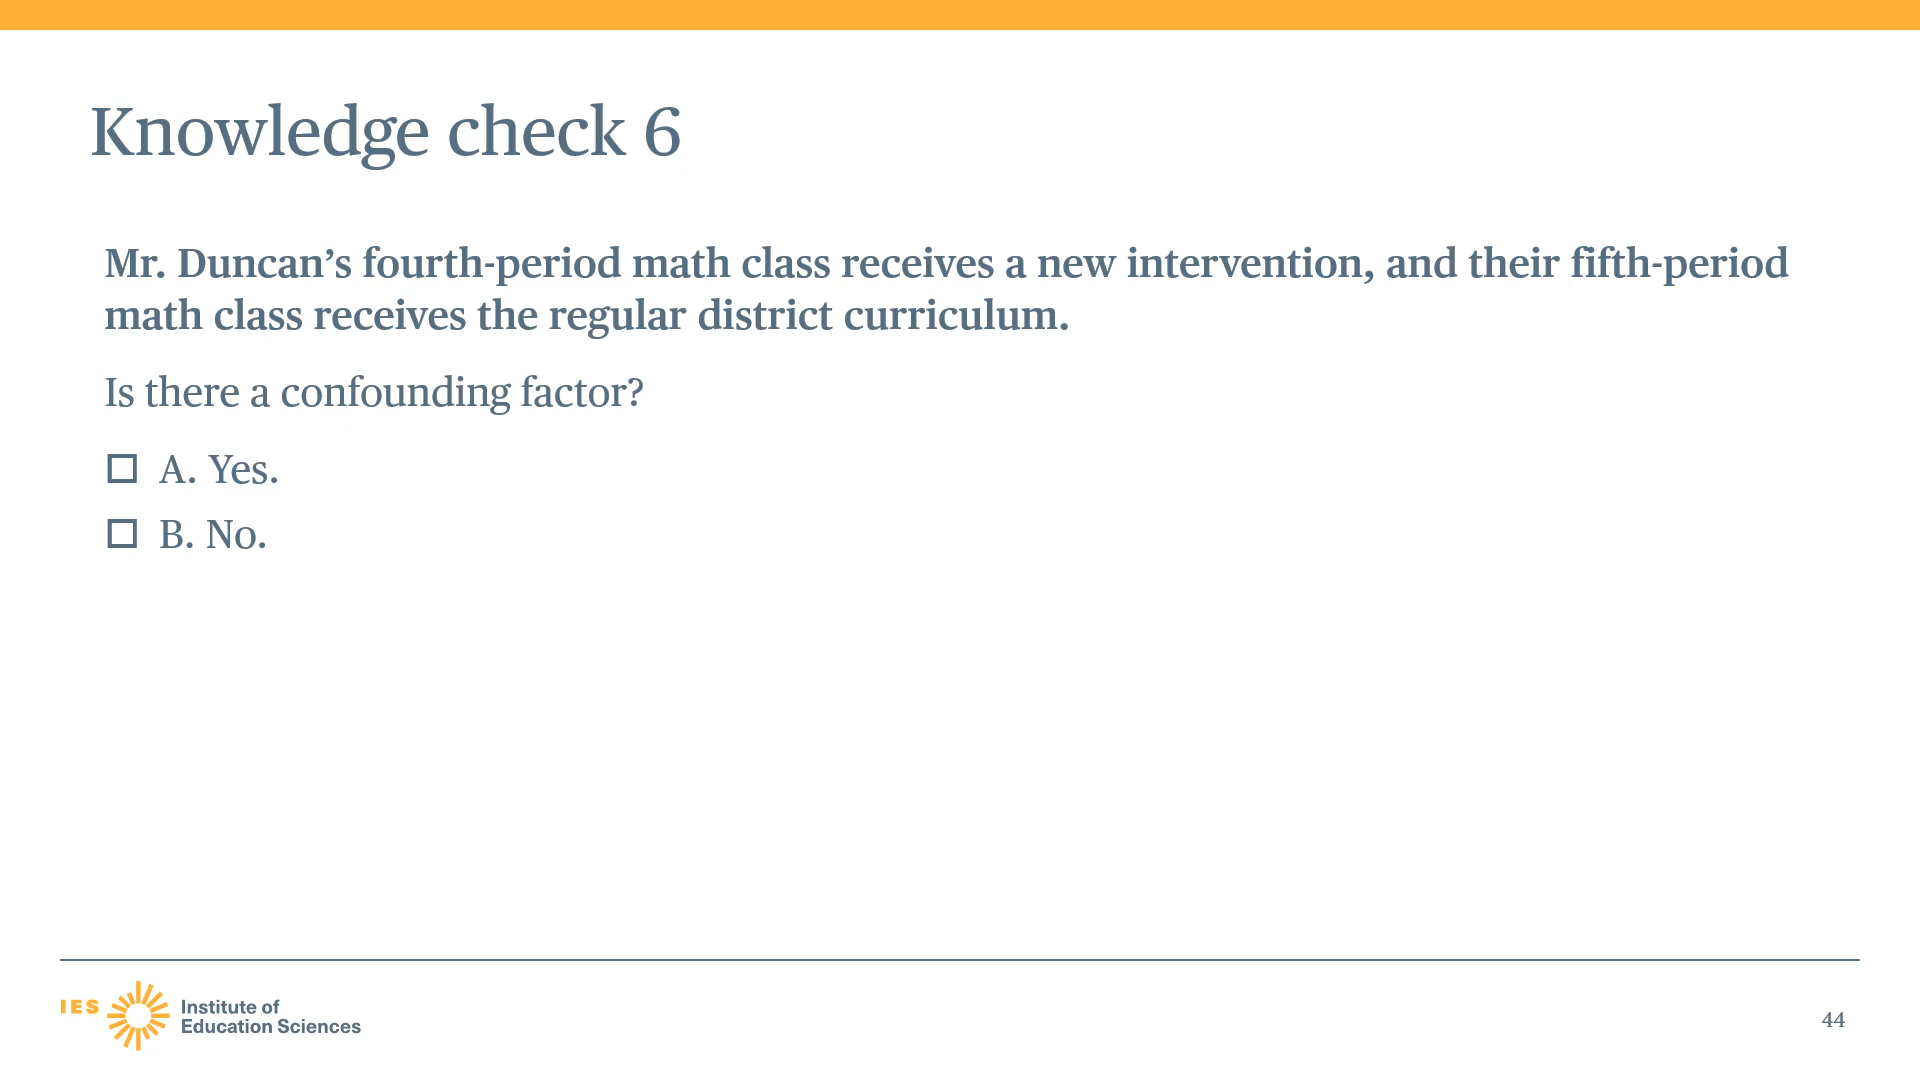 Knowledge check 6
Mr. Duncan’s fourth-period math class receives a new intervention, and their fifth-period
math class receives the regular district curriculum.
Is there a confounding factor?
A. Yes.
B. No.
IES
Institute of
Education Sciences
44